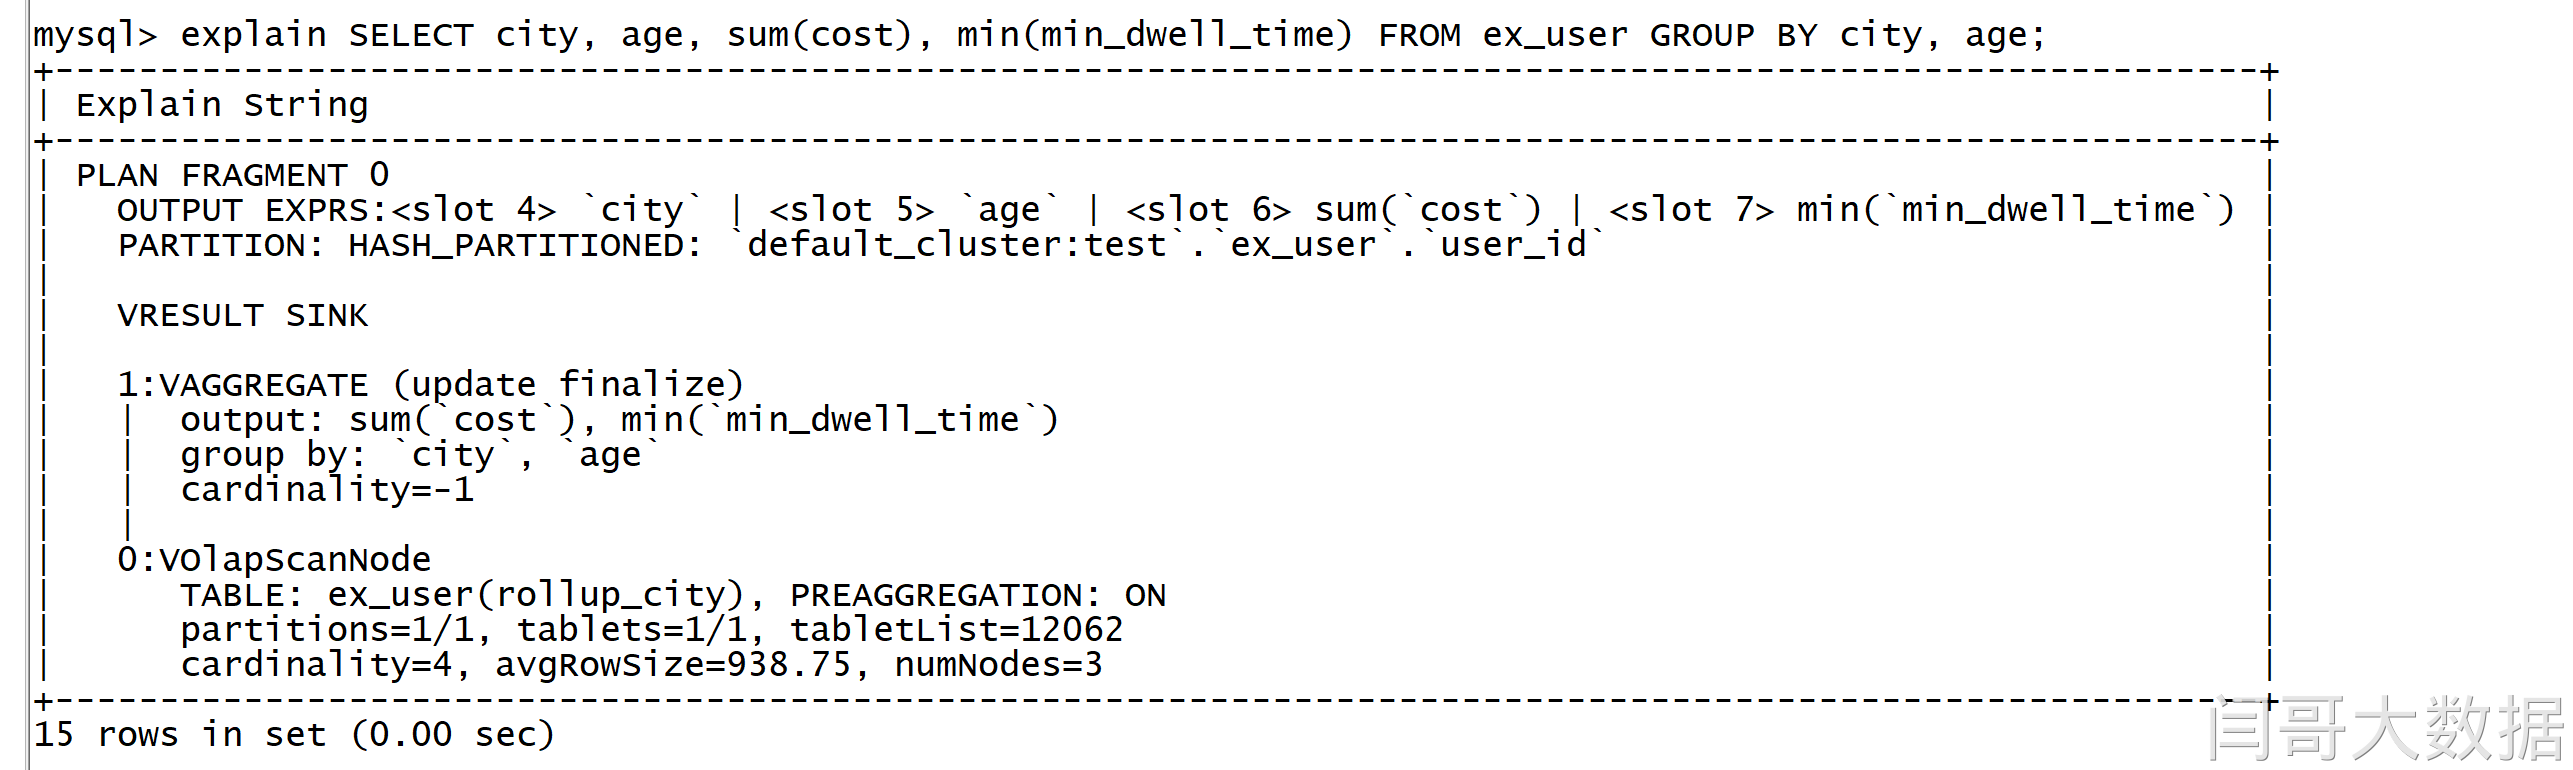 mysql> explain SELECT city, age, sum(cost), min(min_dwell_time) FROM ex_user GROUP BY city, age;
+---------------------------------------------------------------------------------------------------------+
| Explain String                                                                                          |
+---------------------------------------------------------------------------------------------------------+
| PLAN FRAGMENT 0                                                                                         |
|   OUTPUT EXPRS:<slot 4> `city` | <slot 5> `age` | <slot 6> sum(`cost`) | <slot 7> min(`min_dwell_time`) |
|   PARTITION: HASH_PARTITIONED: `default_cluster:test`.`ex_user`.`user_id`                               |
|                                                                                                         |
|   VRESULT SINK                                                                                          |
|                                                                                                         |
|   1:VAGGREGATE (update finalize)                                                                        |
|   |  output: sum(`cost`), min(`min_dwell_time`)                                                         |
|   |  group by: `city`, `age`                                                                            |
|   |  cardinality=-1                                                                                     |
|   |                                                                                                     |
|   0:VOlapScanNode                                                                                       |
|      TABLE: ex_user(rollup_city), PREAGGREGATION: ON                                                    |
|      partitions=1/1, tablets=1/1, tabletList=12062                                                      |
|      cardinality=4, avgRowSize=938.75, numNodes=3                                                       |
+---------------------------------------------------------------------------------------------------------+
15 rows in set (0.00 sec)
闫哥大数据